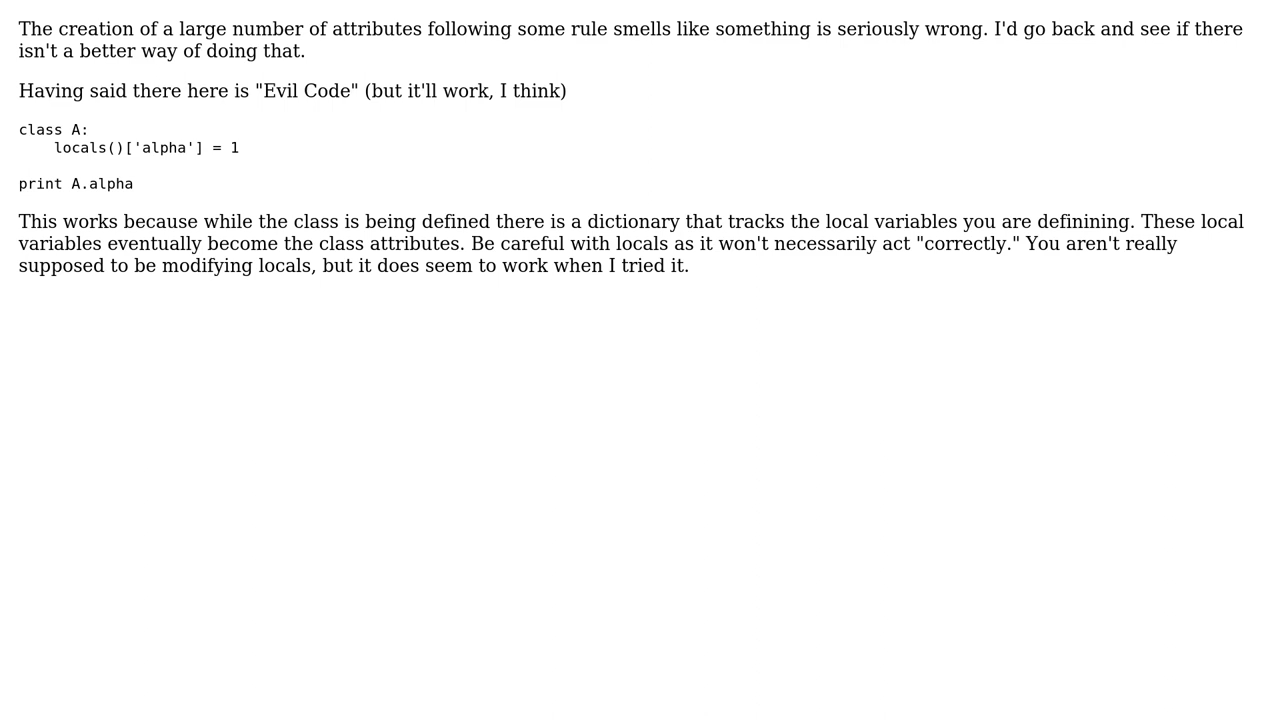 The creation of a large number of attributes following some rule smells like something is seriously wrong. I'd go back and see if there
isn't a better way of doing that.
Having said there here is "Evil Code" (but it'll work, I think)
class A:
    locals()['alpha'] = 1
print A.alpha
This works because while the class is being defined there is a dictionary that tracks the local variables you are definining. These local
variables eventually become the class attributes. Be careful with locals as it won't necessarily act "correctly." You aren't really
supposed to be modifying locals, but it does seem to work when I tried it.